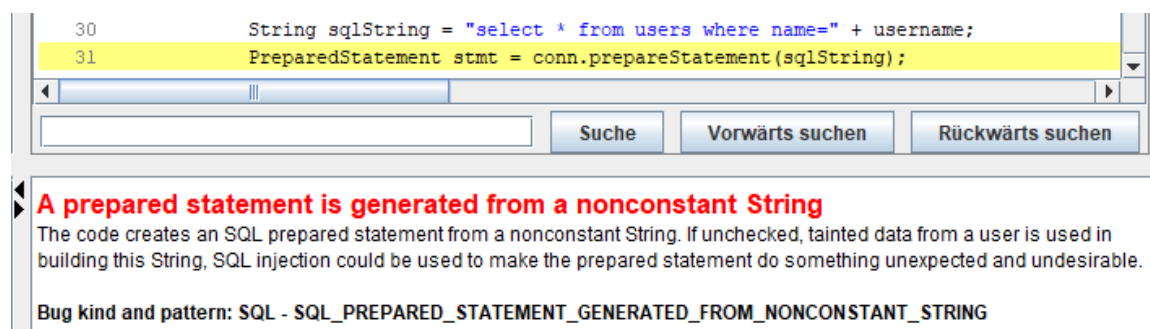 30 String sqlString = "select * from users where name=" + username;
31 PreparedStatement stmt = conn.prepareStatement(sqlString);
Suche Vorwärts suchen Rückwärts suchen
A prepared statement is generated from a nonconstant String
The code creates an SQL prepared statement from a nonconstant String. If unchecked, tainted data from a user is used in
building this String, SQL injection could be used to make the prepared statement do something unexpected and undesirable.
Bug kind and pattern: SQL - SQL_PREPARED_STATEMENT_GENERATED_FROM_NONCONSTANT_STRING